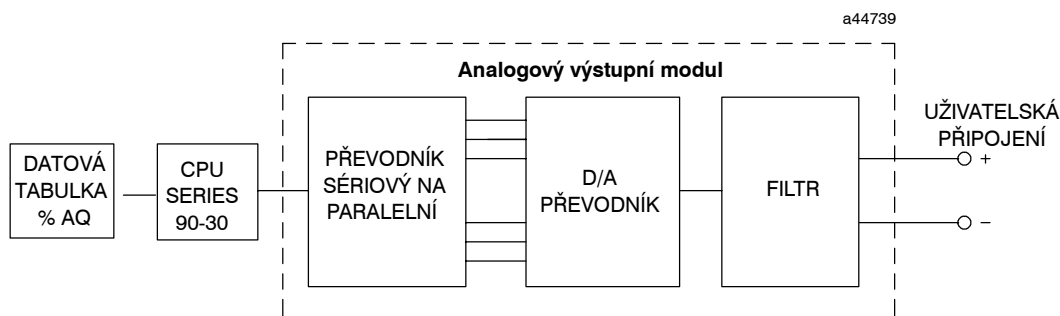 a44739
Analogový výstupní modul
DATOVÁ
TABULKA
% AQ
CPU
SERIES
90-30
PŘEVODNÍK
SÉRIOVÝ NA
PARALELNÍ
D/A
PŘEVODNÍK
FILTR
UŽIVATELSKÁ
PŘIPOJENÍ
+
−